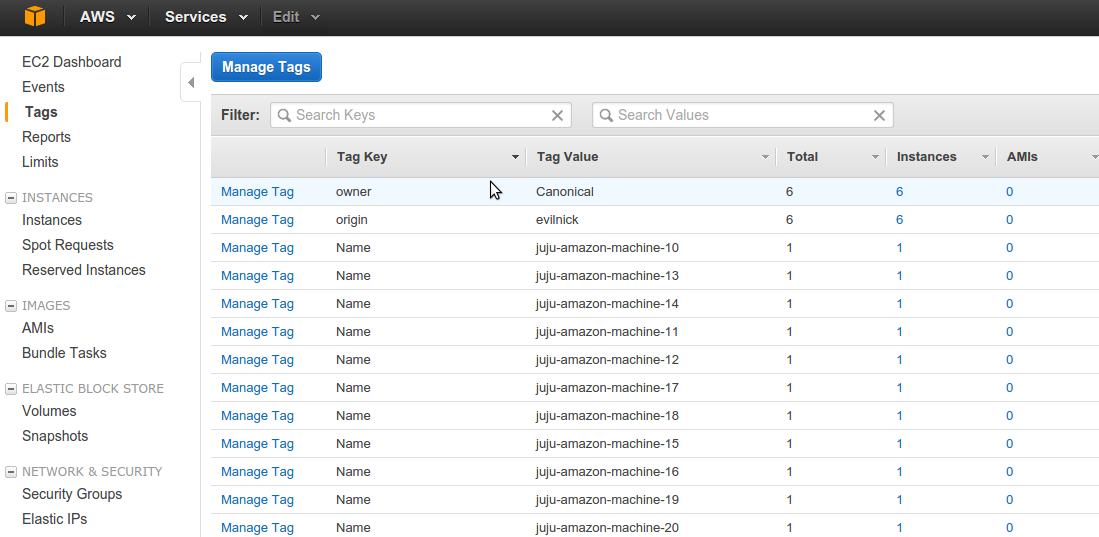 AWS Services Edit
EC2 Dashboard
Events
Tags
Reports
Limits
INSTANCES
Instances
Spot Requests
Reserved Instances
IMAGES
AMIs
Bundle Tasks
ELASTIC BLOCK STORE
Volumes
Snapshots
NETWORK & SECURITY
Security Groups
Elastic IPs
Manage Tags
Filter: Search Keys Search Values
Tag Key Tag Value Total Instances AMIs
Manage Tag owner Canonical 6 6 0
Manage Tag origin evilnick 6 6 0
Manage Tag Name juju-amazon-machine-10 1 1 0
Manage Tag Name juju-amazon-machine-13 1 1 0
Manage Tag Name juju-amazon-machine-14 1 1 0
Manage Tag Name juju-amazon-machine-11 1 1 0
Manage Tag Name juju-amazon-machine-12 1 1 0
Manage Tag Name juju-amazon-machine-17 1 1 0
Manage Tag Name juju-amazon-machine-18 1 1 0
Manage Tag Name juju-amazon-machine-15 1 1 0
Manage Tag Name juju-amazon-machine-16 1 1 0
Manage Tag Name juju-amazon-machine-19 1 1 0
Manage Tag Name juju-amazon-machine-20 1 1 0